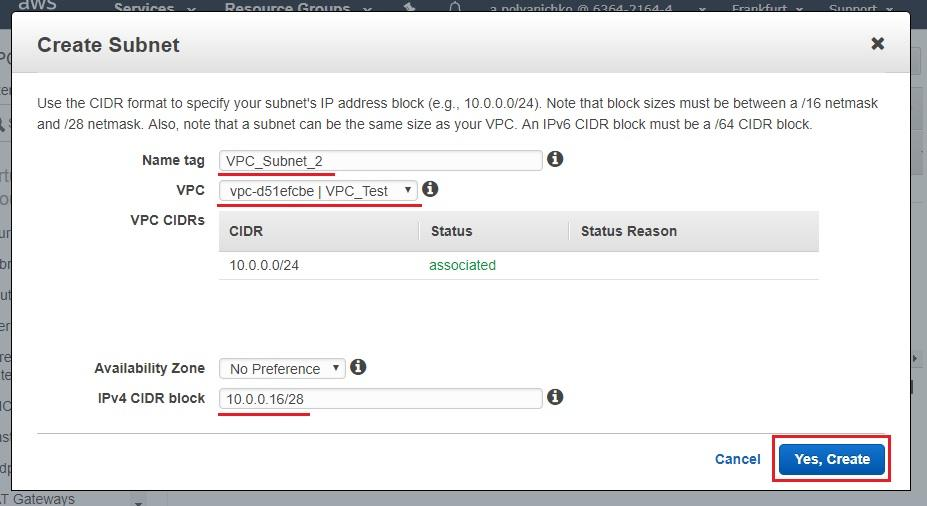 aws Services Resource Groups Frankfurt Support
Create Subnet
Use the CIDR format to specify your subnet's IP address block (e.g., 10.0.0.0/24). Note that block sizes must be between a /16 netmask
and /28 netmask. Also, note that a subnet can be the same size as your VPC. An IPv6 CIDR block must be a /64 CIDR block.
Name tag VPC_Subnet_2
VPC vpc-d51efcbe | VPC_Test
VPC CIDRs CIDR Status Status Reason
10.0.0.0/24 associated
Availability Zone No Preference
IPv4 CIDR block 10.0.0.16/28
Cancel Yes, Create
AT Gateways